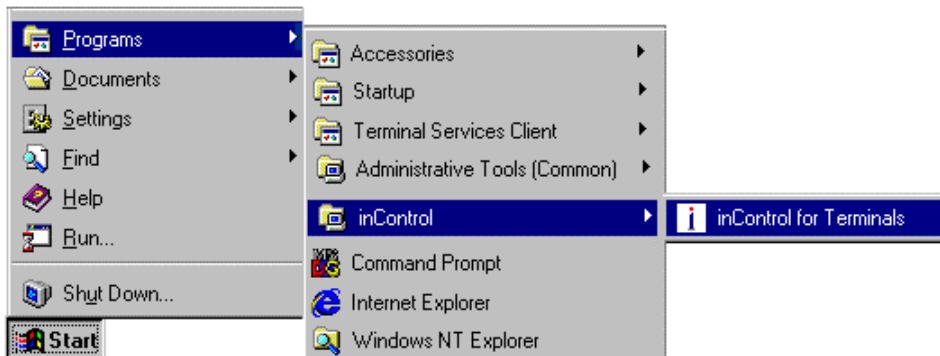 Programs
Documents
Settings
Find
Help
Run...
Shut Down...
Start
Accessories
Startup
Terminal Services Client
Administrative Tools (Common)
inControl
Command Prompt
Internet Explorer
Windows NT Explorer
inControl for Terminals